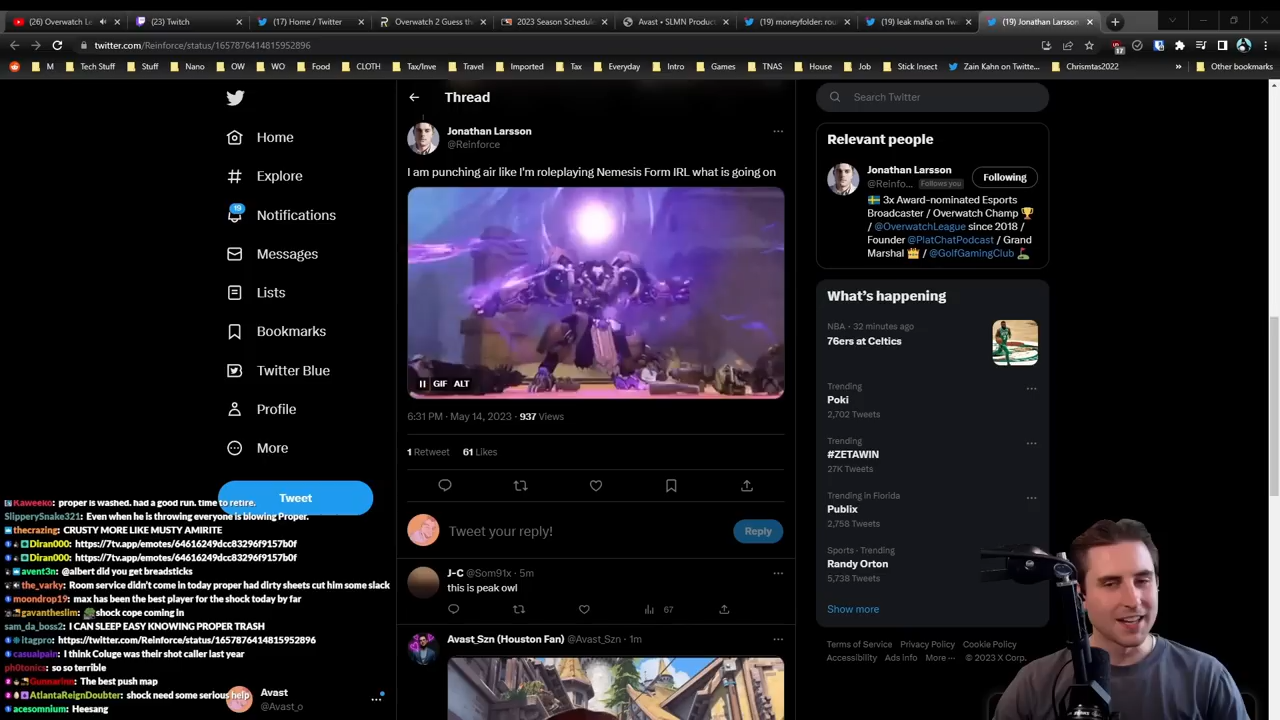 (26) Overwatch Le
(23) Twitch
(17) Home / Twitter
Overwatch 2 Guess the
2023 Season Schedule
Avast • SLMN Produc
(19) moneyfolder: rou
(19) leak mafia on Tw
(19) Jonathan Larsson
twitter.com/Reinforce/status/1657876414815952896
17
M
Tech Stuff
Stuff
Nano
OW
WO
Food
CLOTH
Tax/Inve
Travel
Imported
Tax
Everyday
Intro
Games
TNAS
House
Job
Stick Insect
Zain Kahn on Twitte...
Chrismtas2022
»
Other bookmarks
Home
Explore
19
Notifications
Messages
Lists
Bookmarks
Twitter Blue
Profile
More
Tweet
Avast
@Avast_o
Thread
Jonathan Larsson
@Reinforce
I am punching air like I'm roleplaying Nemesis Form IRL what is going on
GIF
ALT
6:31 PM · May 14, 2023 · 937 Views
1 Retweet 61 Likes
Tweet your reply!
Reply
J-C @Som91x · 5m
this is peak owl
67
Avast_Szn (Houston Fan) @Avast_Szn · 1m
Search Twitter
Relevant people
Jonathan Larsson
@Reinfo... Follows you
Following
3x Award-nominated Esports
Broadcaster / Overwatch Champ
/ @OverwatchLeague since 2018 /
Founder @PlatChatPodcast / Grand
Marshal / @GolfGamingClub
What's happening
NBA · 32 minutes ago
76ers at Celtics
Trending
Poki
2,702 Tweets
Trending
#ZETAWIN
27K Tweets
Trending in Florida
Publix
2,758 Tweets
Sports · Trending
Randy Orton
5,738 Tweets
Show more
Terms of Service Privacy Policy Cookie Policy
Accessibility Ads info More ··· © 2023 X Corp.
Kaweeko: proper is washed. had a good run. time to retire.
SlipperySnake321: Even when he is throwing everyone is blowing Proper.
thecrazing: CRUSTY MORE LIKE MUSTY AMIRITE
Diran000: https://7tv.app/emotes/64616249dcc83296f9157b0f
Diran000: https://7tv.app/emotes/64616249dcc83296f9157b0f
avent3n: @albert did you get breadsticks
the_varky: Room service didn't come in today proper had dirty sheets cut him some slack
moondrop19: max has been the best player for the shock today by far
gavantheslim: shock cope coming in
sam_da_boss2: I CAN SLEEP EASY KNOWING PROPER TRASH
itagpro: https://twitter.com/Reinforce/status/1657876414815952896
casualpain: I think Coluge was their shot caller last year
ph0tonics: so so terrible
Gunnarinn: The best push map
AtlantaReignDoubter: shock need some serious help
acesomnium: Heesang